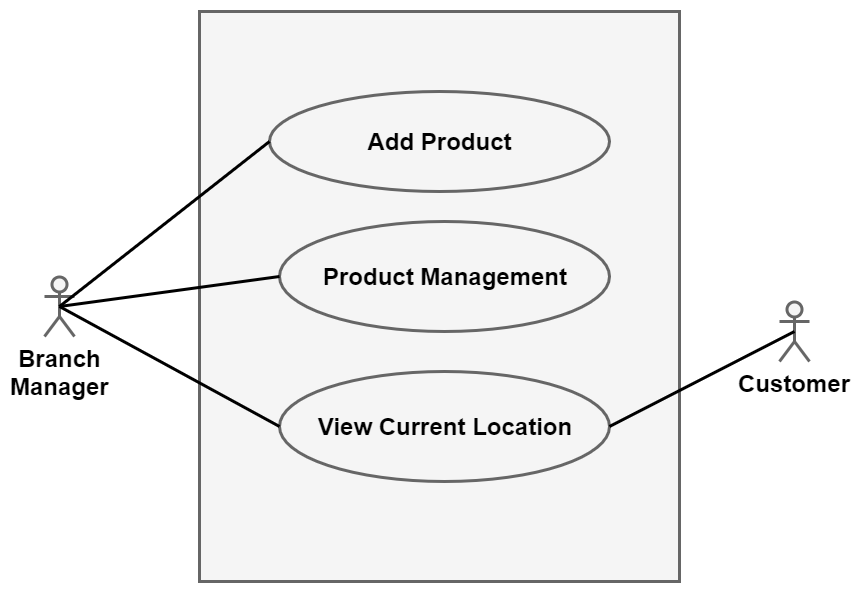 Add Product
Product Management
Branch
Manager
Customer
View Current Location